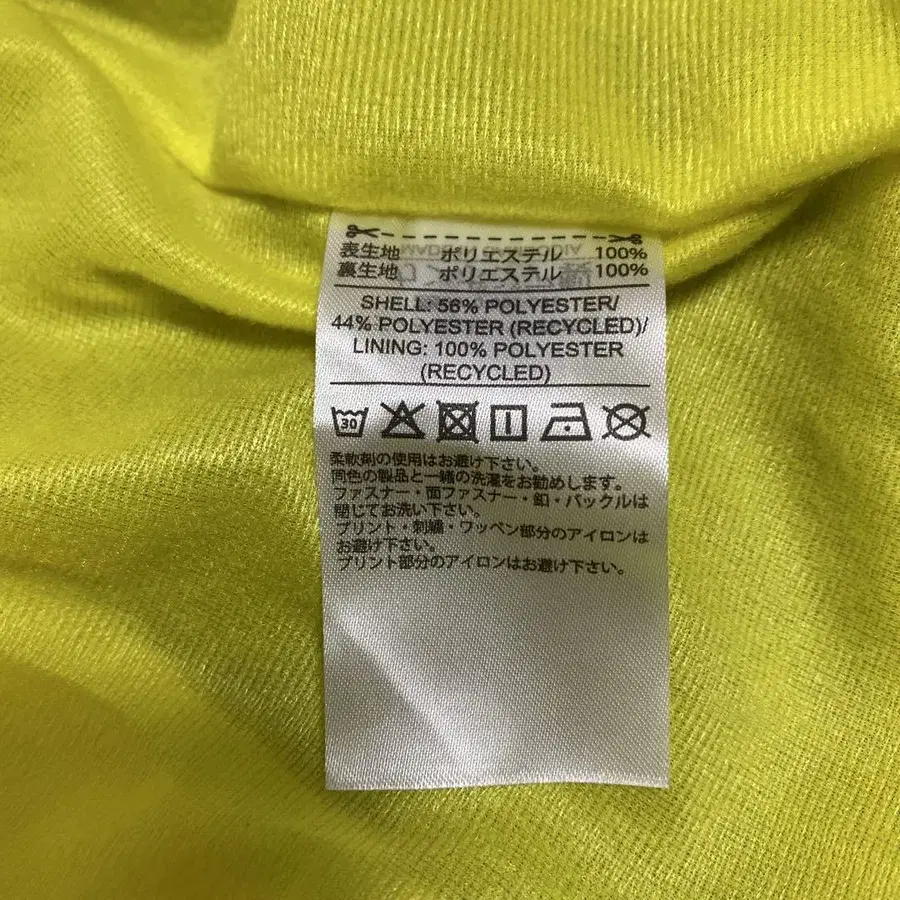 表生地 ポリエステル 100%
裏生地 ポリエステル 100%
SHELL: 56% POLYESTER/
44% POLYESTER (RECYCLED)/
LINING: 100% POLYESTER
(RECYCLED)
30
柔軟剤の使用はお避け下さい。
同色の製品と一緒の洗濯をお勧めします。
ファスナー・面ファスナー・釦・バックルは
閉じてお洗い下さい。
プリント・刺繍・ワッペン部分のアイロンは
お避け下さい。
プリント部分のアイロンはお避け下さい。